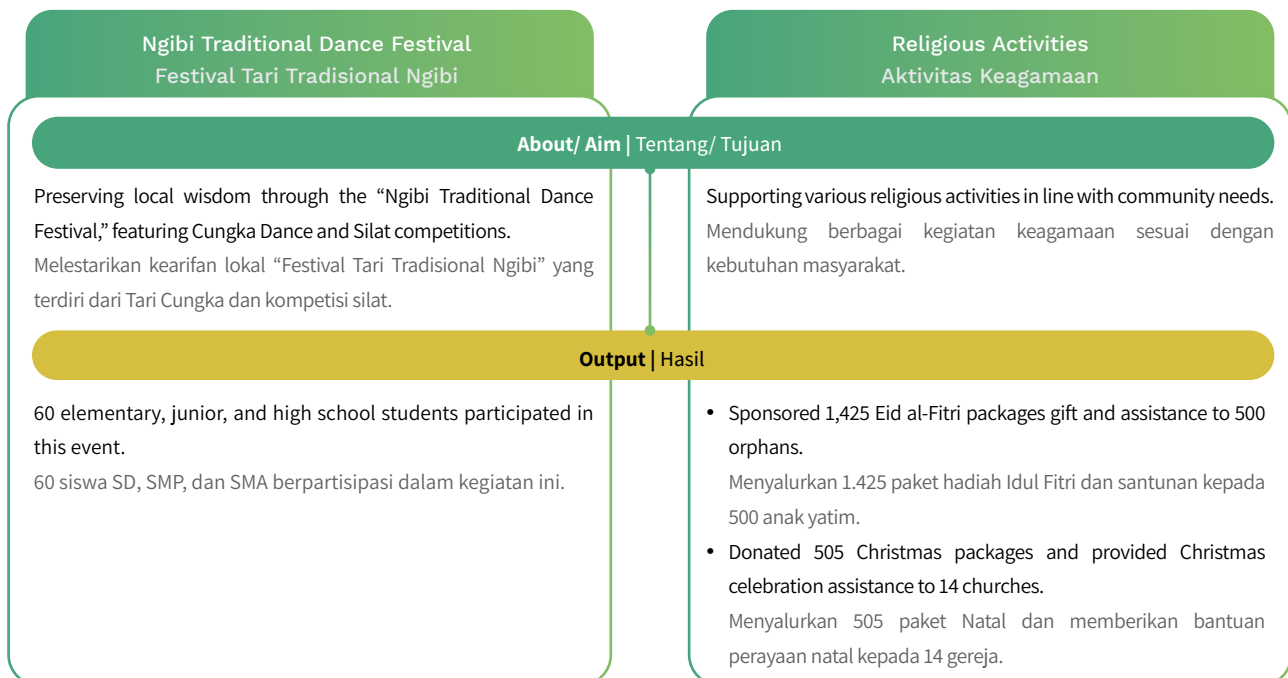 Ngibi Traditional Dance Festival
Festival Tari Tradisional Ngibi
Religious Activities
Aktivitas Keagamaan
About/ Aim | Tentang/ Tujuan
Preserving local wisdom through the “Ngibi Traditional Dance
Festival,” featuring Cungka Dance and Silat competitions.
Melestarikan kearifan lokal “Festival Tari Tradisional Ngibi” yang
terdiri dari Tari Cungka dan kompetisi silat.
Supporting various religious activities in line with community needs.
Mendukung berbagai kegiatan keagamaan sesuai dengan
kebutuhan masyarakat.
Output | Hasil
60 elementary, junior, and high school students participated in
this event.
60 siswa SD, SMP, dan SMA berpartisipasi dalam kegiatan ini.
• Sponsored 1,425 Eid al-Fitri packages gift and assistance to 500
orphans.
Menyalurkan 1.425 paket hadiah Idul Fitri dan santunan kepada
500 anak yatim.
• Donated 505 Christmas packages and provided Christmas
celebration assistance to 14 churches.
Menyalurkan 505 paket Natal dan memberikan bantuan
perayaan natal kepada 14 gereja.